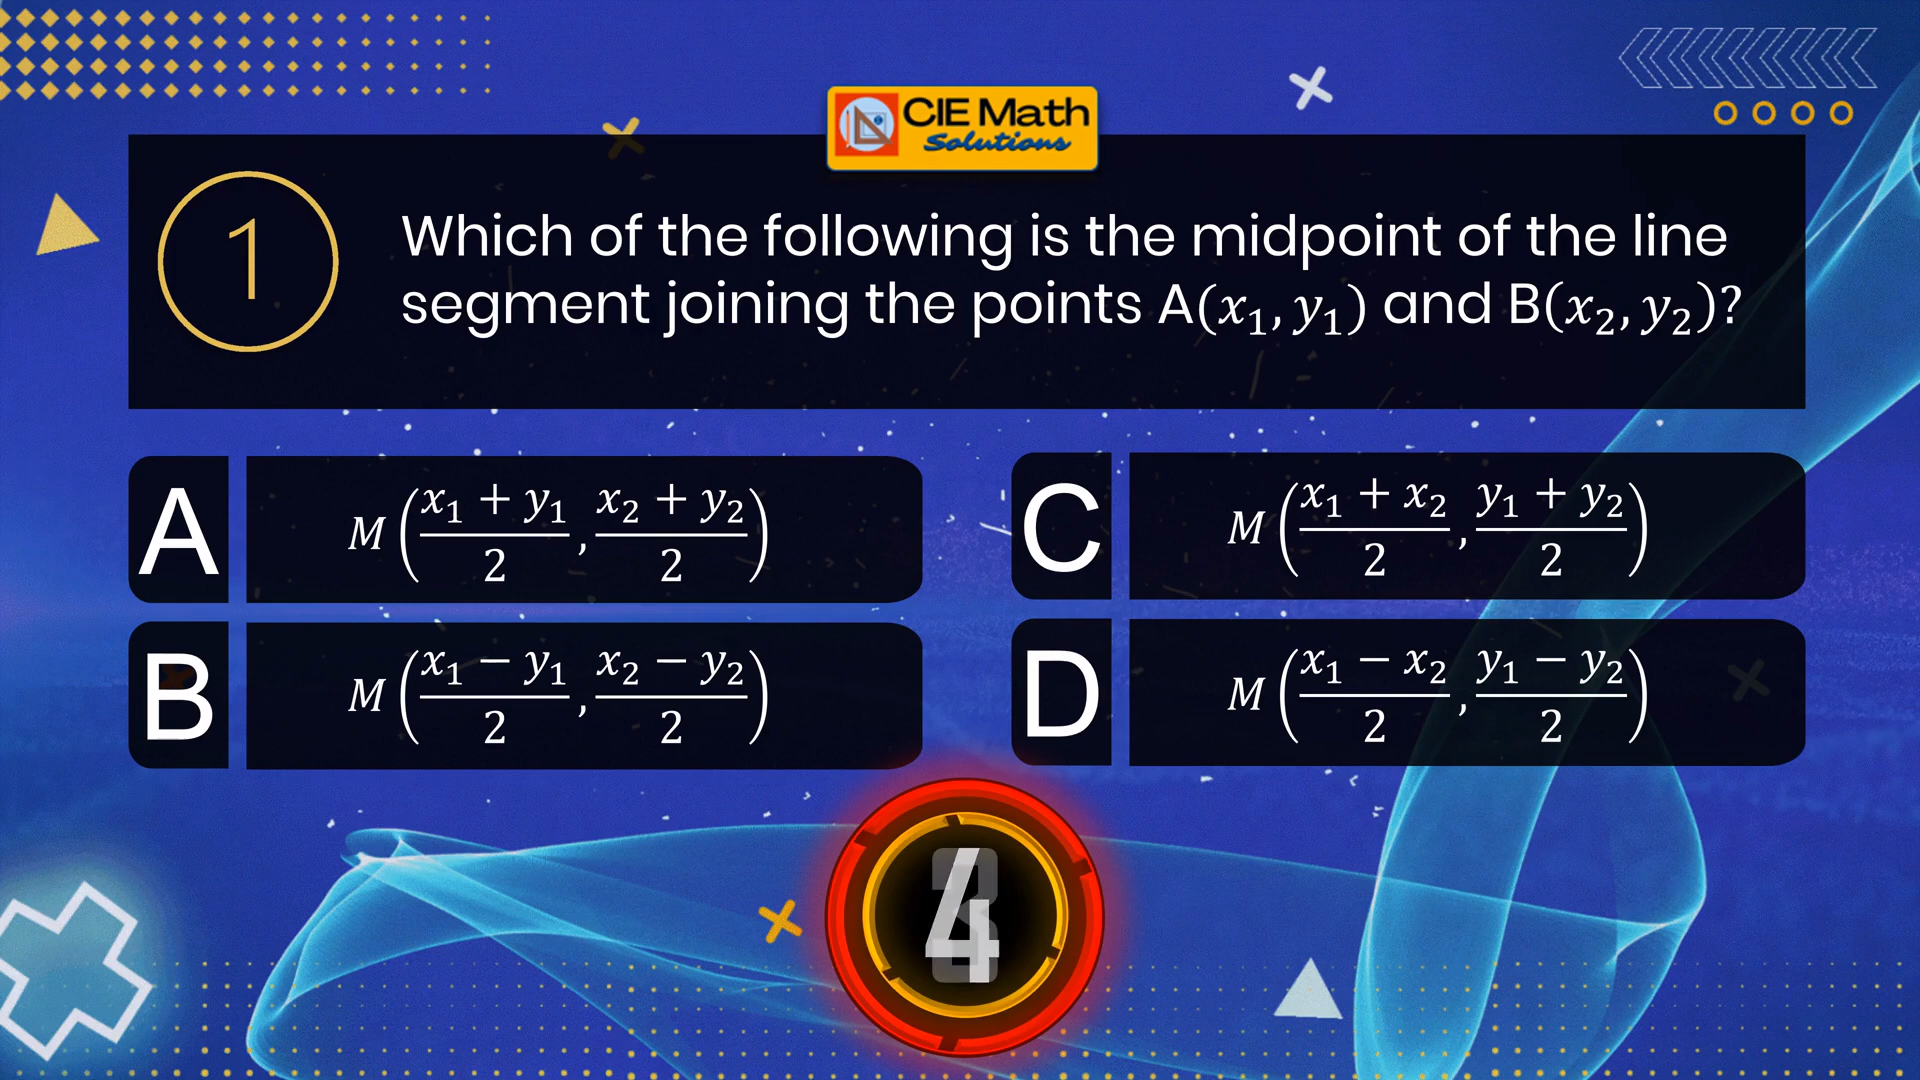 CIE Math
Solutions
1
Which of the following is the midpoint of the line
segment joining the points A(x₁, y₁) and B(x₂, y₂)?
A
M((x₁ + y₁)/2, (x₂ + y₂)/2)
B
M((x₁ − y₁)/2, (x₂ − y₂)/2)
C
M((x₁ + x₂)/2, (y₁ + y₂)/2)
D
M((x₁ − x₂)/2, (y₁ − y₂)/2)
4